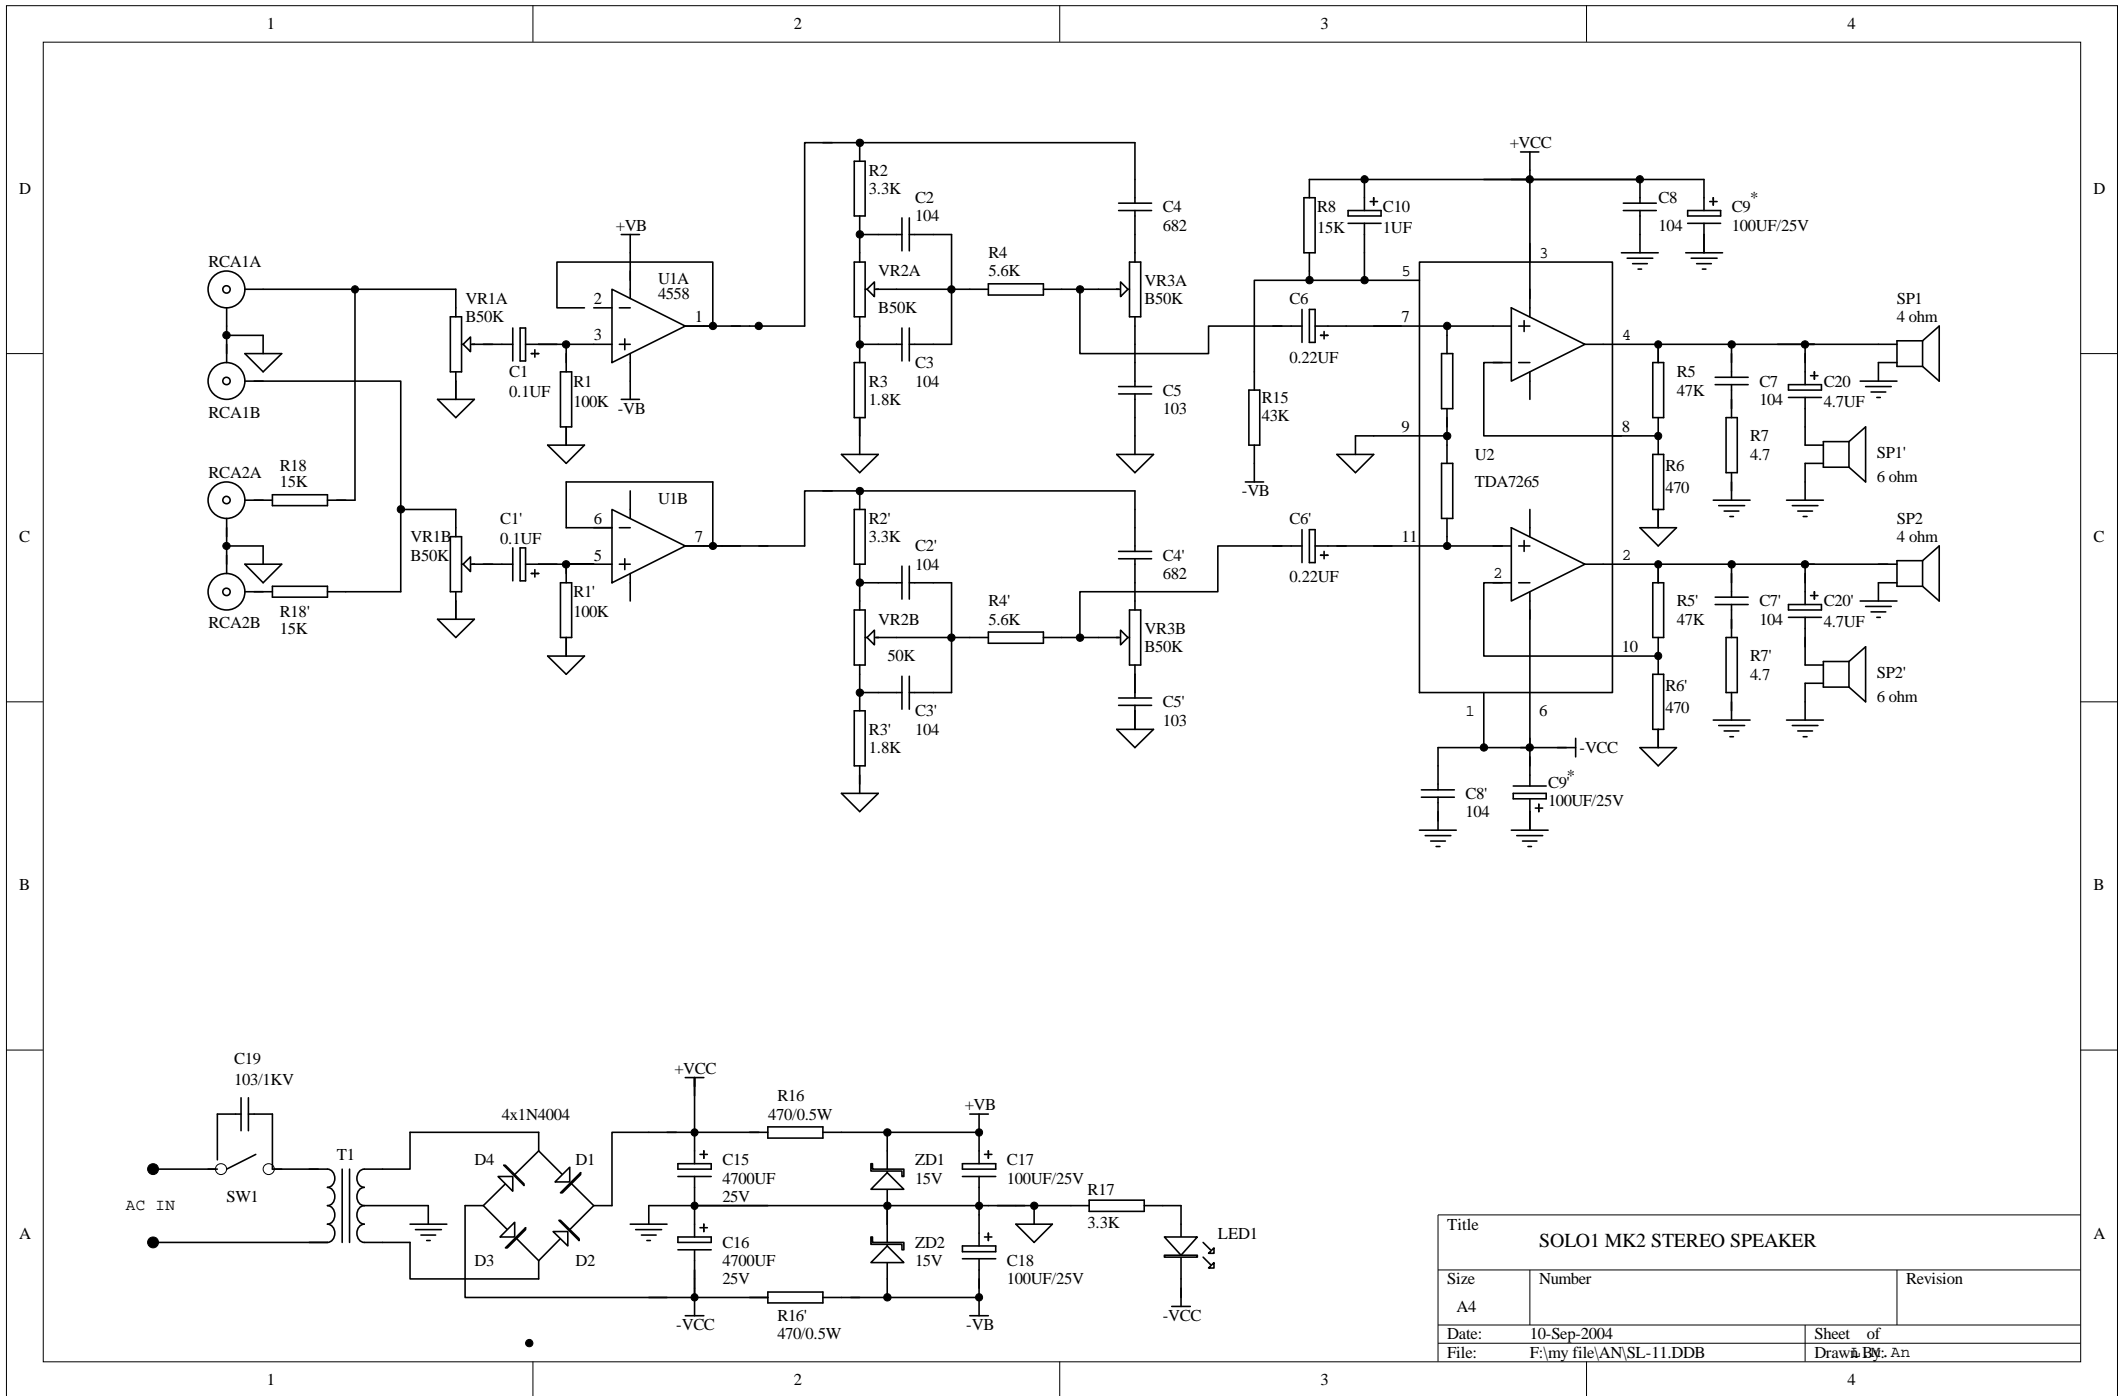 1 2 3 4
D D
C C
B B
A A
1 2 3 4
RCA1A
RCA1B
RCA2A
RCA2B
R18
15K
R18'
15K
VR1A
B50K
VR1B
B50K
C1
0.1UF
R1
100K
C1'
0.1UF
R1'
100K
+VB
-VB
U1A
4558
2
3
1
U1B
6
5
7
R2
3.3K
C2
104
VR2A
B50K
C3
104
R3
1.8K
R4
5.6K
C4
682
VR3A
B50K
C5
103
R2'
3.3K
C2'
104
VR2B
50K
C3'
104
R3'
1.8K
R4'
5.6K
C4'
682
VR3B
B50K
C5'
103
+VCC
R8
15K
C10
1UF
C8
104
C9*
100UF/25V
C6
0.22UF
R15
43K
-VB
C6'
0.22UF
5
3
7
9
11
4
8
2
2
10
1
6
U2
TDA7265
R5
47K
R6
470
C7
104
R7
4.7
C20
4.7UF
SP1
4 ohm
SP1'
6 ohm
R5'
47K
R6'
470
C7'
104
R7'
4.7
C20'
4.7UF
SP2
4 ohm
SP2'
6 ohm
-VCC
C8'
104
C9'*
100UF/25V
C19
103/1KV
AC IN
SW1
T1
4x1N4004
D4
D1
D3
D2
+VCC
C15
4700UF
25V
C16
4700UF
25V
-VCC
R16
470/0.5W
R16'
470/0.5W
ZD1
15V
ZD2
15V
+VB
C17
100UF/25V
C18
100UF/25V
-VB
R17
3.3K
LED1
-VCC
Title
SOLO1 MK2 STEREO SPEAKER
Size Number Revision
A4
Date: 10-Sep-2004 Sheet of
File: F:\my file\AN\SL-11.DDB Drawn By: An